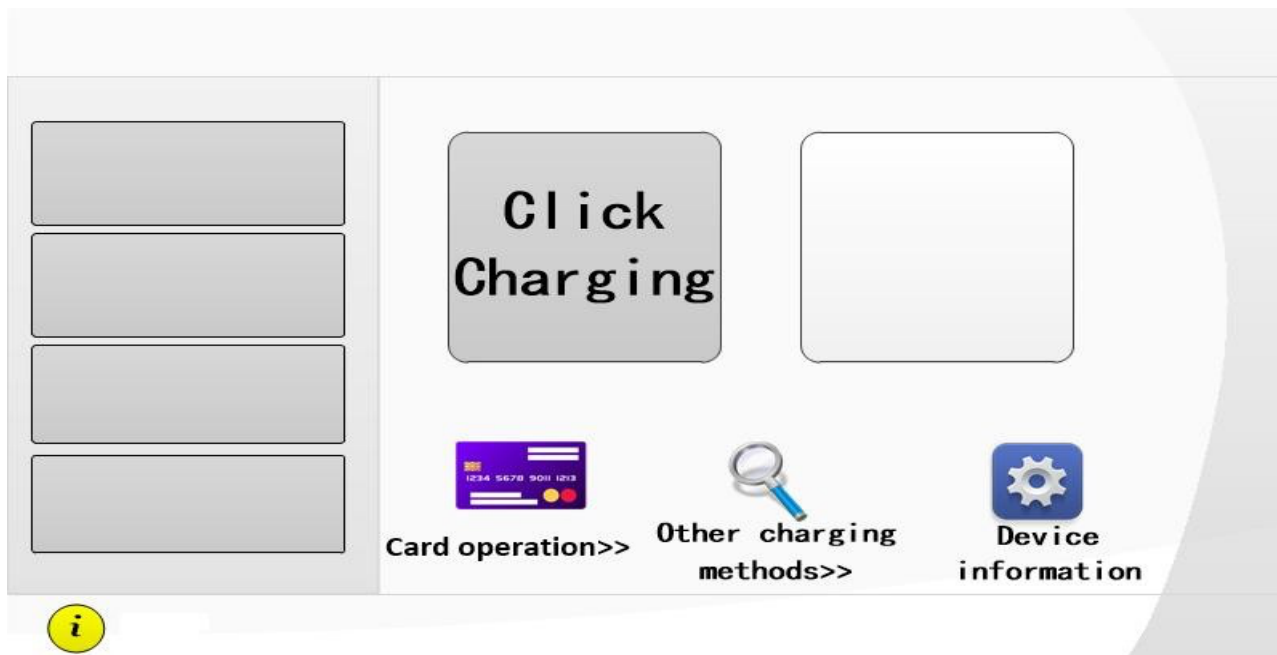 Click
Charging
1234 5678 9011 1213
Card operation>>
Other charging
methods>>
Device
information
i